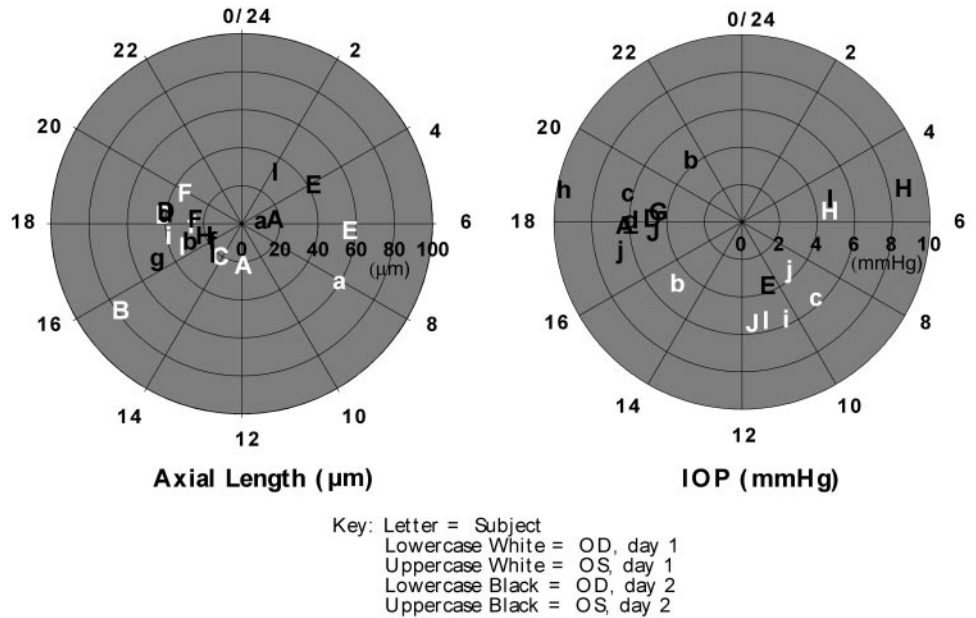 0/24 0/24
22 2 22 2
20 4 20 4
I
F E
b
h c I H
D F a A d D G H
18 E 6 18 A J 6
i b H 0 20 40 60 80 100 0 2 4 6 8 10
g C A (μm) j (mmHg)
a b E j
B J I i c
16 8 16 8
14 10 14 10
12 12
Axial Length (μm) IOP (mmHg)
Key: Letter = Subject
Lowercase White = OD, day 1
Uppercase White = OS, day 1
Lowercase Black = OD, day 2
Uppercase Black = OS, day 2